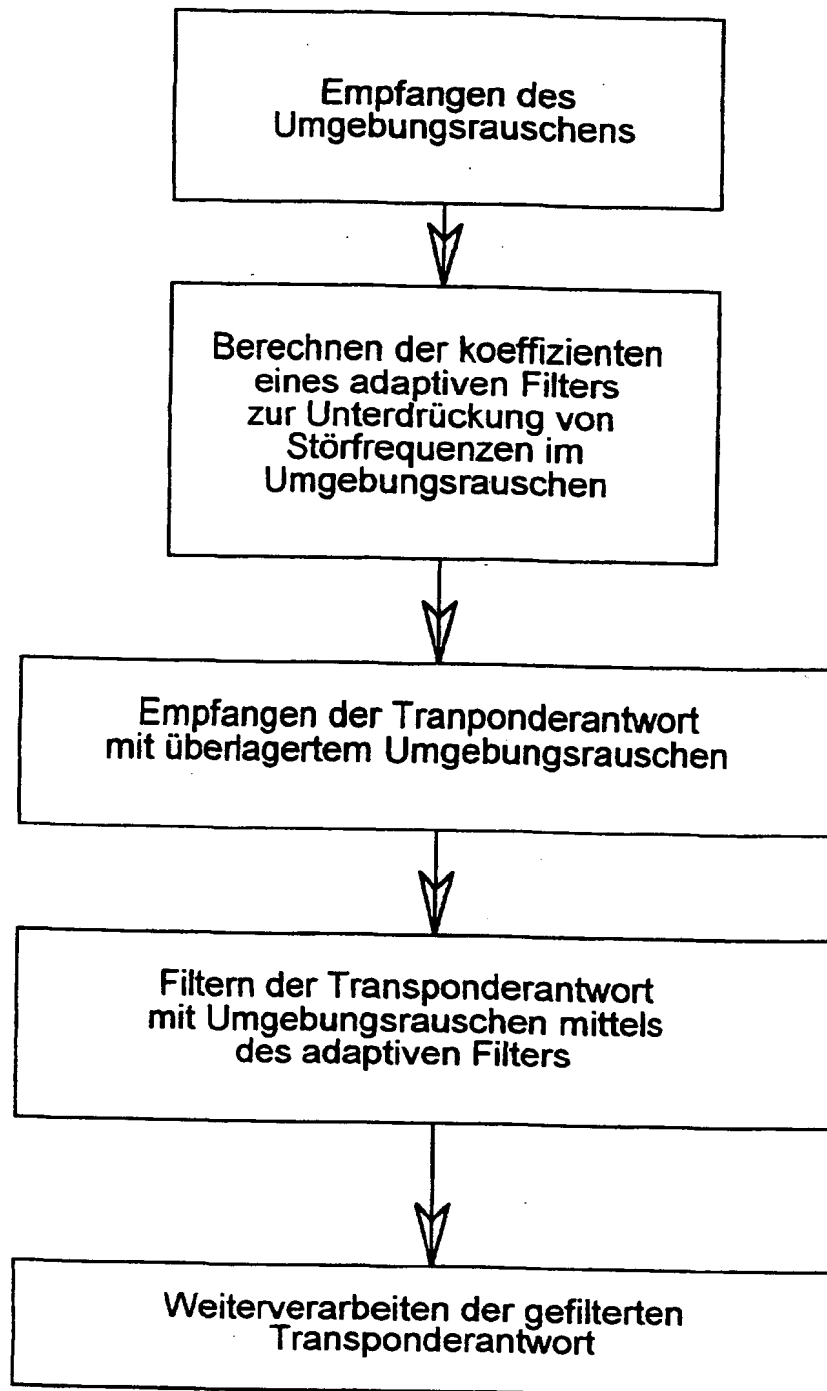 Empfangen des
Umgebungsrauschens
Berechnen der koeffizienten
eines adaptiven Filters
zur Unterdrückung von
Störfrequenzen im
Umgebungsrauschen
Empfangen der Tranponderantwort
mit überlagertem Umgebungsrauschen
Filtern der Transponderantwort
mit Umgebungsrauschen mittels
des adaptiven Filters
Weiterverarbeiten der gefilterten
Transponderantwort